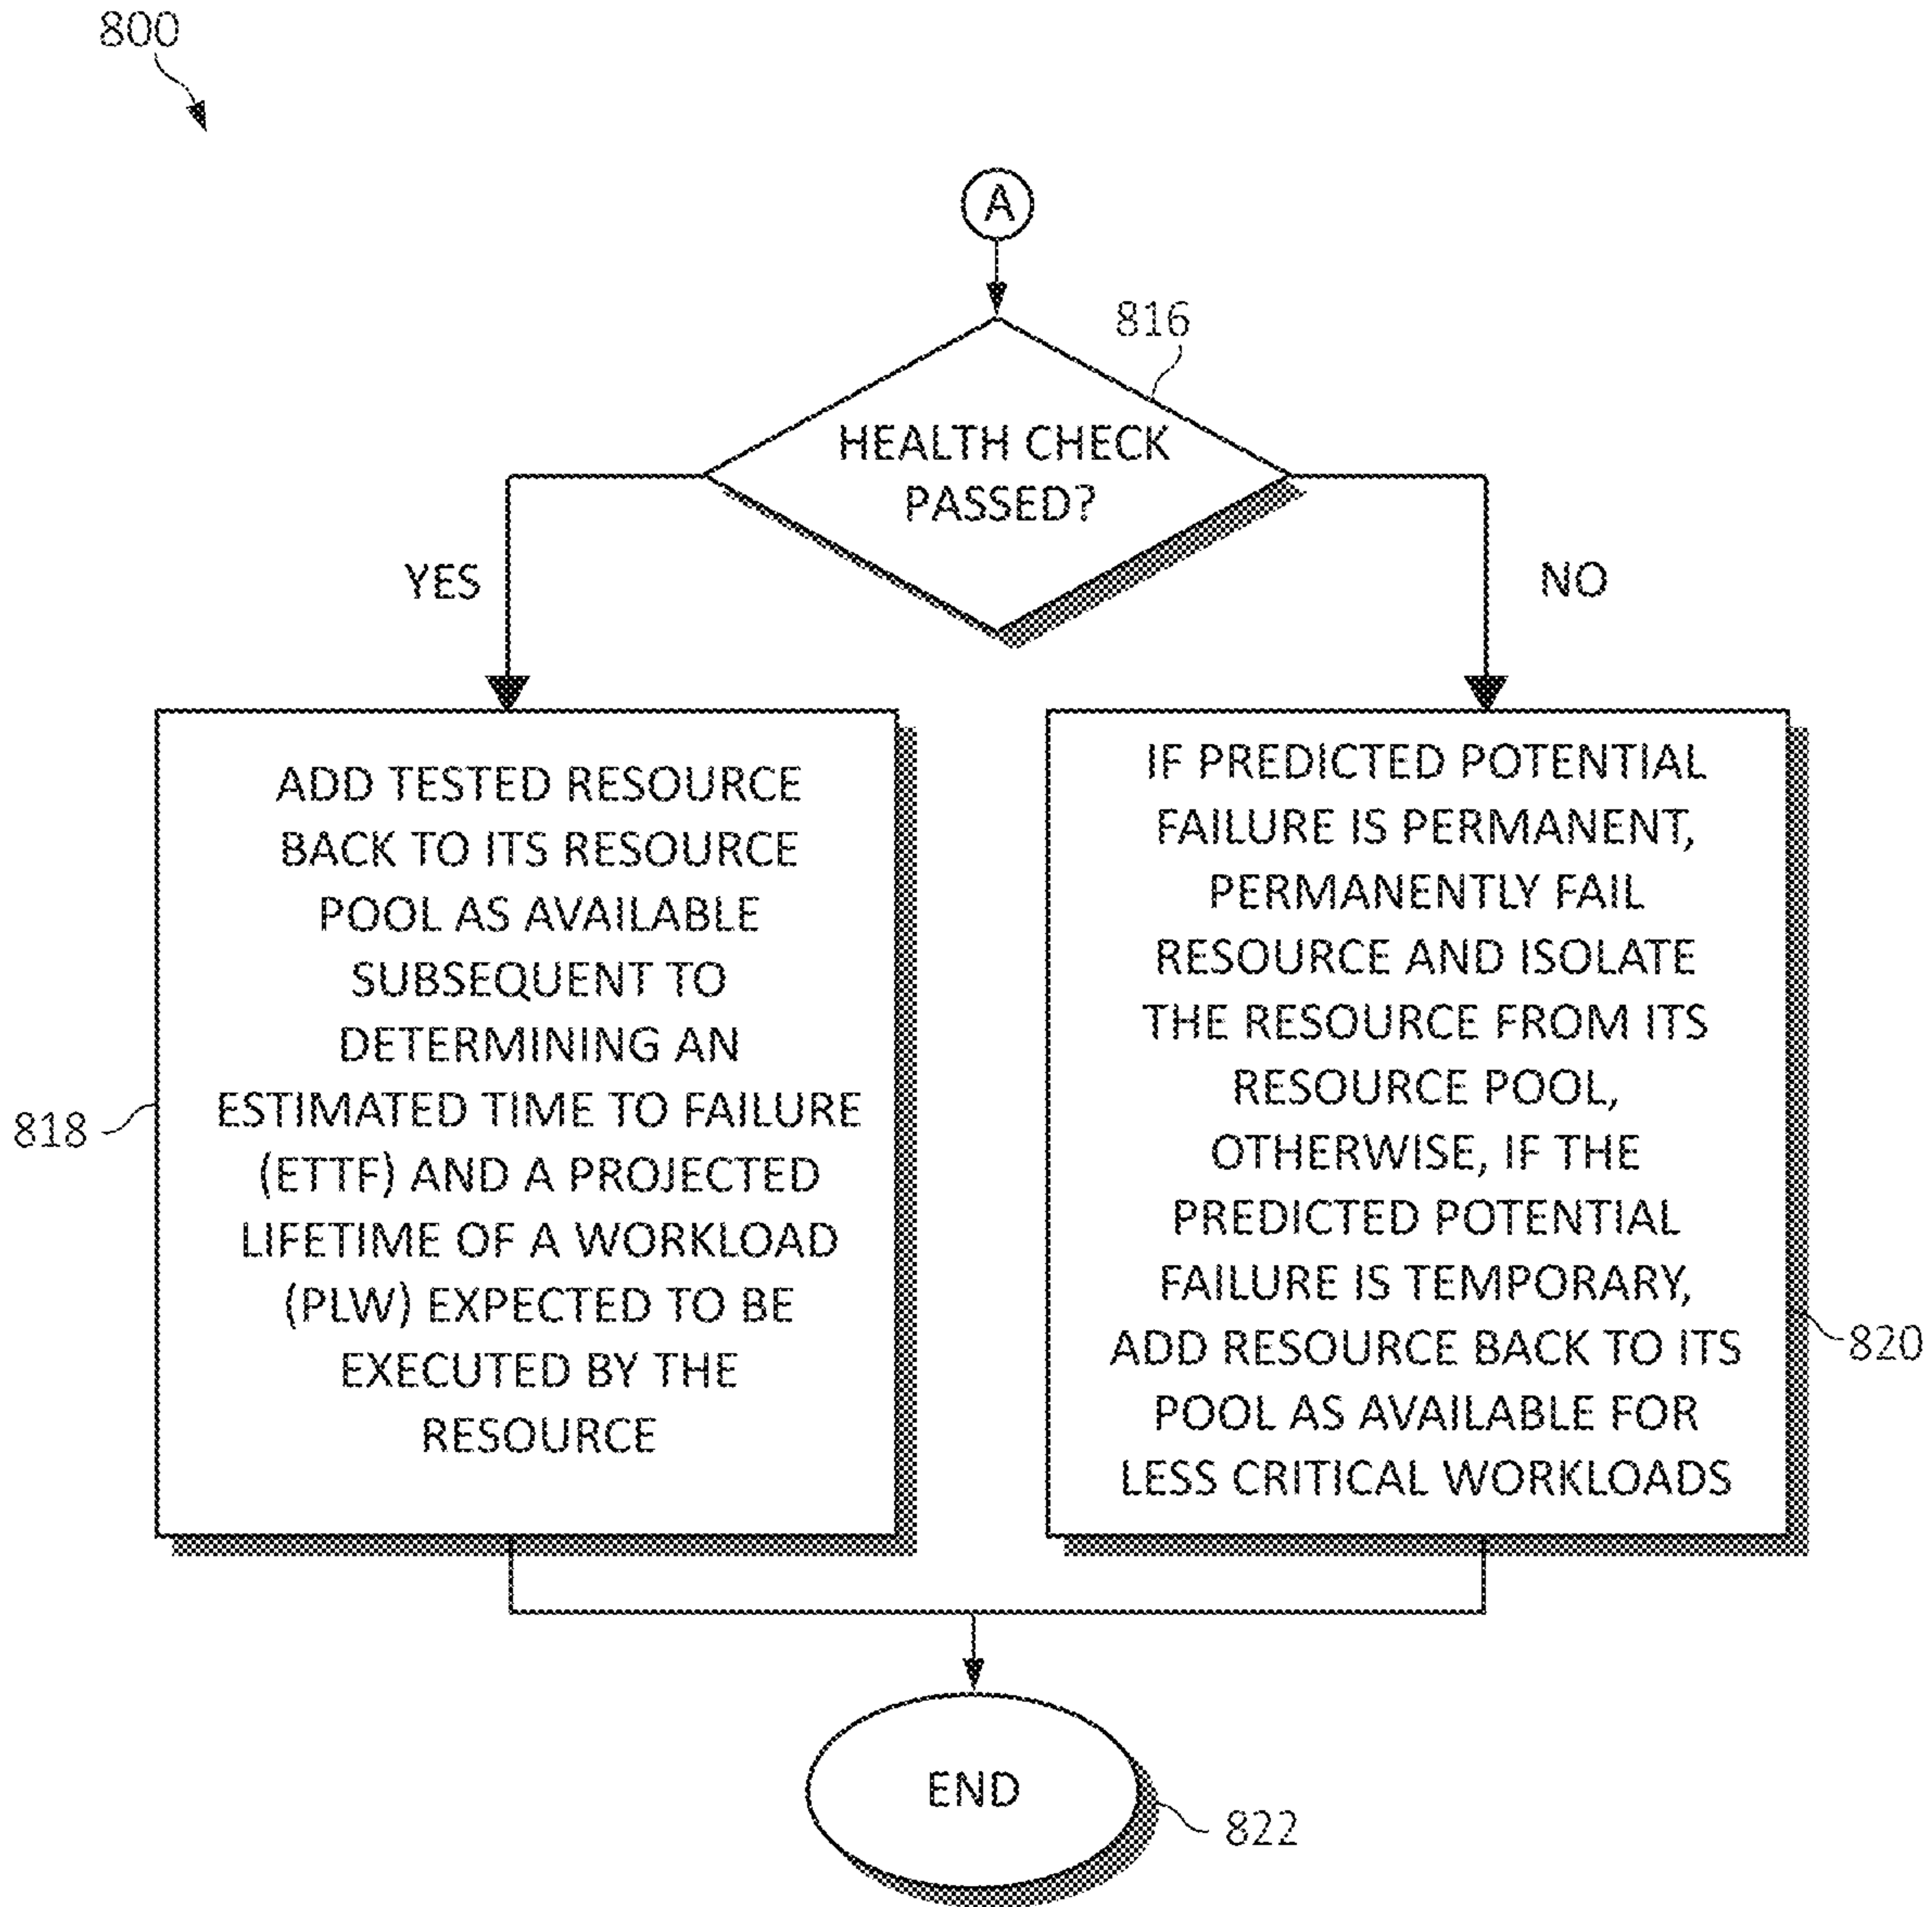 800
A
816
HEALTH CHECK
PASSED?
YES
NO
ADD TESTED RESOURCE
BACK TO ITS RESOURCE
POOL AS AVAILABLE
SUBSEQUENT TO
DETERMINING AN
ESTIMATED TIME TO FAILURE
(ETTF) AND A PROJECTED
LIFETIME OF A WORKLOAD
(PLW) EXPECTED TO BE
EXECUTED BY THE
RESOURCE
818
IF PREDICTED POTENTIAL
FAILURE IS PERMANENT,
PERMANENTLY FAIL
RESOURCE AND ISOLATE
THE RESOURCE FROM ITS
RESOURCE POOL,
OTHERWISE, IF THE
PREDICTED POTENTIAL
FAILURE IS TEMPORARY,
ADD RESOURCE BACK TO ITS
POOL AS AVAILABLE FOR
LESS CRITICAL WORKLOADS
820
END
822